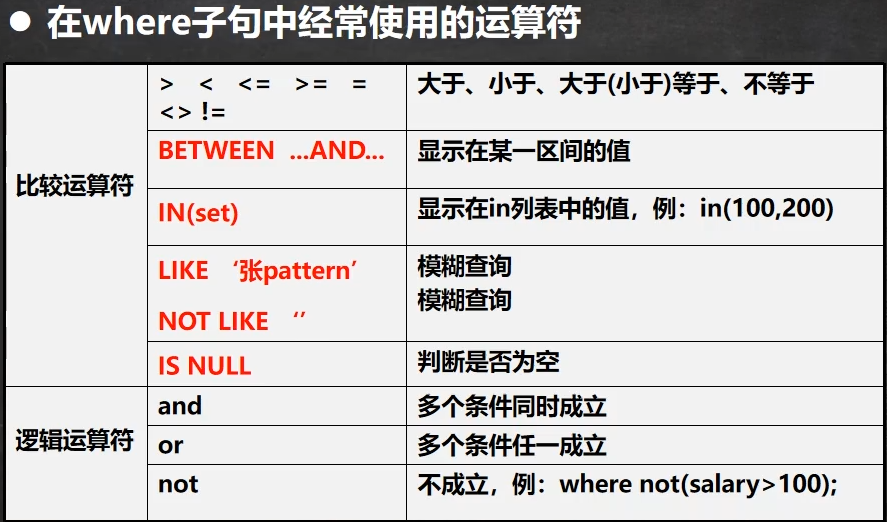 ● 在where子句中经常使用的运算符
比较运算符
> < <= >= =
<> !=
大于、小于、大于(小于)等于、不等于
BETWEEN ...AND...
显示在某一区间的值
IN(set)
显示在in列表中的值，例：in(100,200)
LIKE ‘张pattern’
NOT LIKE ‘’
模糊查询
模糊查询
IS NULL
判断是否为空
逻辑运算符
and
多个条件同时成立
or
多个条件任一成立
not
不成立，例：where not(salary>100);